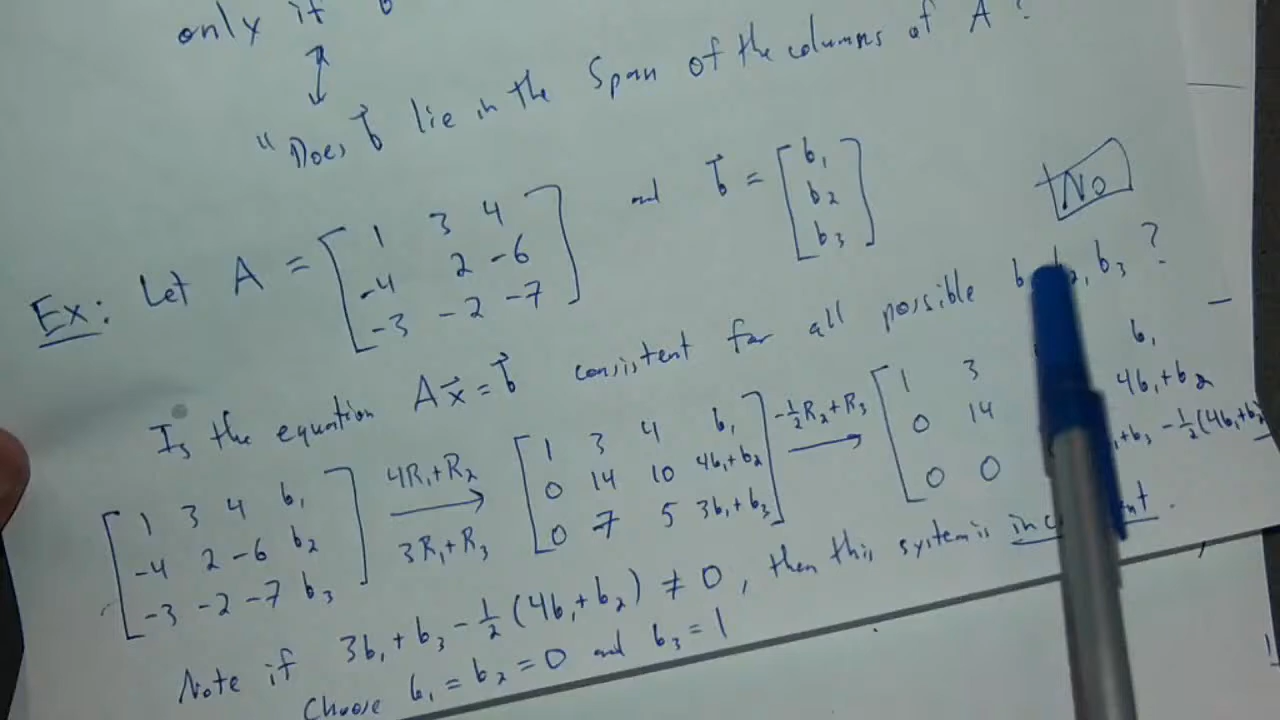 only if b
"Does b⃗ lie in the Span of the columns of A?
Ex: Let A = [1 3 4; -4 2 -6; -3 -2 -7] and b⃗ = [b₁; b₂; b₃]
No
Is the equation Ax⃗ = b⃗ consistent for all possible b₂, b₃?
[1 3 4 b₁; -4 2 -6 b₂; -3 -2 -7 b₃] 4R₁+R₂ 3R₁+R₃ → [1 3 4 b₁; 0 14 10 4b₁+b₂; 0 7 5 3b₁+b₃] -½R₂+R₃ → [1 3 b₁; 0 14 4b₁+b₂; 0 0 b₁+b₃ -½(4b₁+b₂)
Note if 3b₁+b₃-½(4b₁+b₂) ≠ 0, then this system is
Choose b₁=b₂=0 and b₃=1